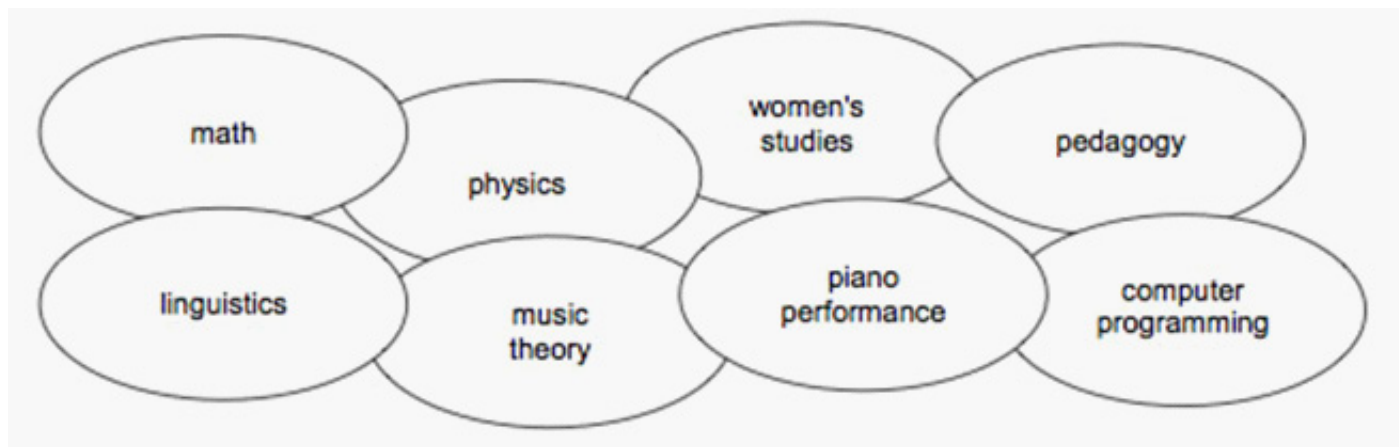 math
physics
women's
studies
pedagogy
linguistics
music
theory
piano
performance
computer
programming